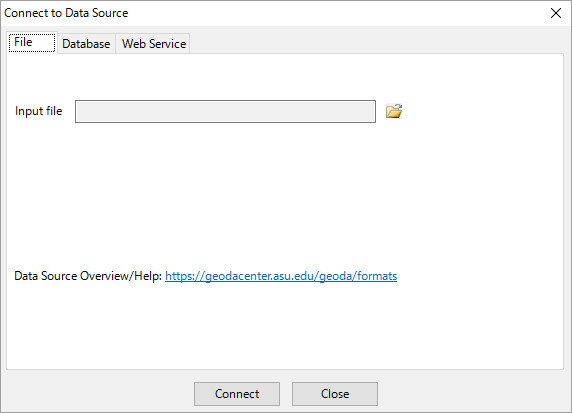 Connect to Data Source
File Database Web Service
Input file
Data Source Overview/Help: https://geodacenter.asu.edu/geoda/formats
Connect Close